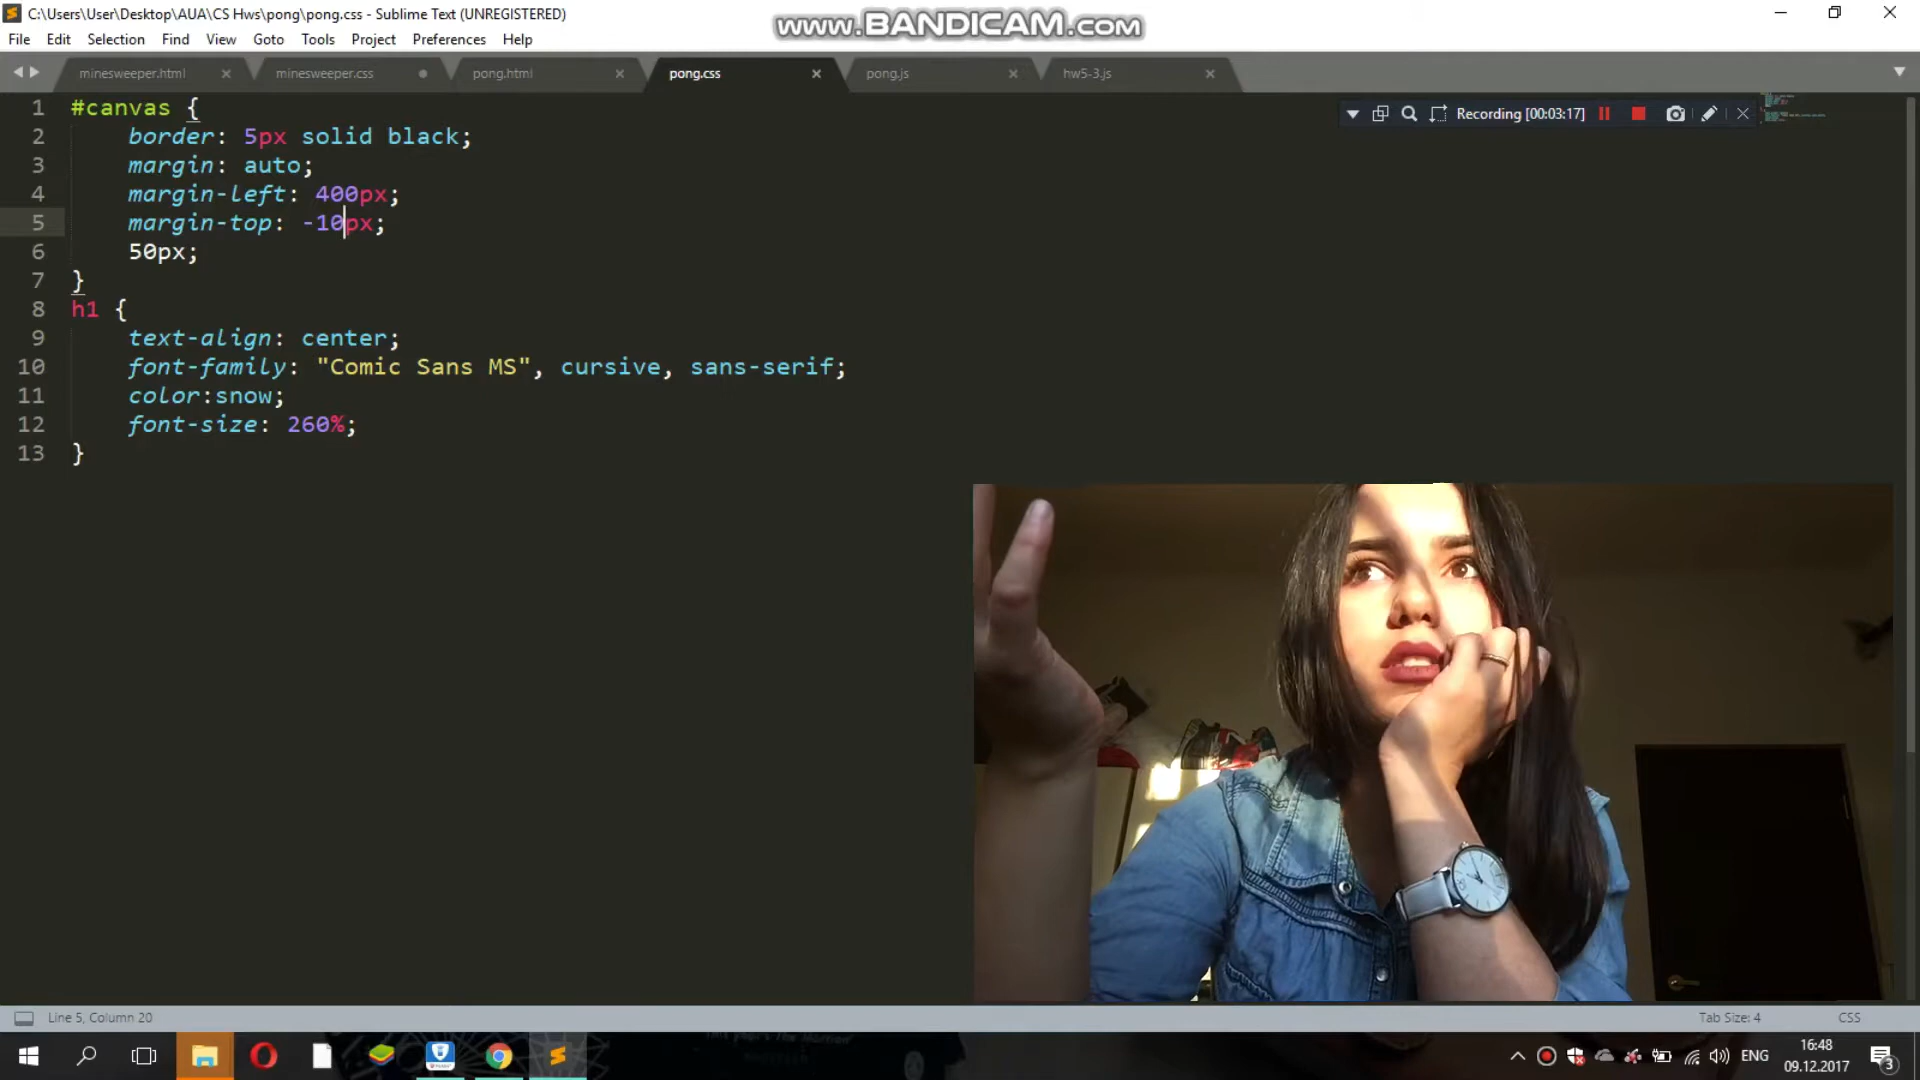 C:\Users\User\Desktop\AUA\CS Hws\pong\pong.css - Sublime Text (UNREGISTERED)
www.BANDICAM.com
File Edit Selection Find View Goto Tools Project Preferences Help
minesweeper.html minesweeper.css pong.html pong.css pong.js hw5-3.js
Recording [00:03:17]
1 #canvas {
2 border: 5px solid black;
3 margin: auto;
4 margin-left: 400px;
5 margin-top: -10px;
6 50px;
7 }
8 h1 {
9 text-align: center;
10 font-family: "Comic Sans MS", cursive, sans-serif;
11 color:snow;
12 font-size: 260%;
13 }
Line 5, Column 20
Tab Size: 4 CSS
ENG
16:48
09.12.2017
3